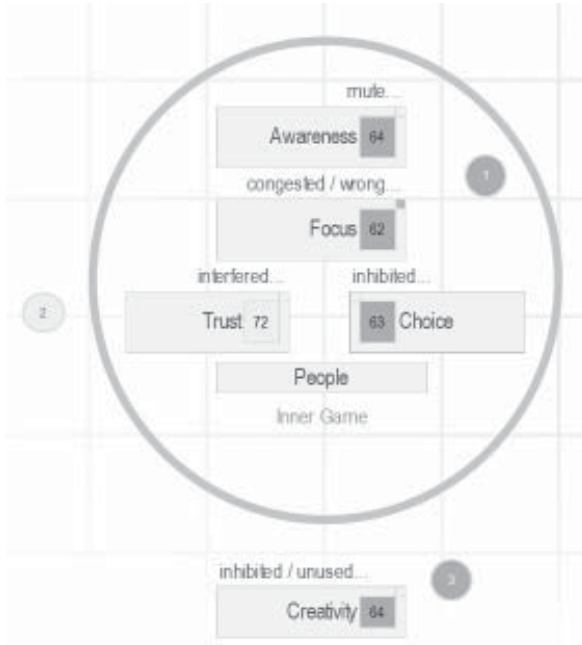 mute...
Awareness 64
1
congested / wrong...
Focus 62
interfered... inhibited...
2
Trust 72 63 Choice
People
Inner Game
inhibited / unused...
3
Creativity 64